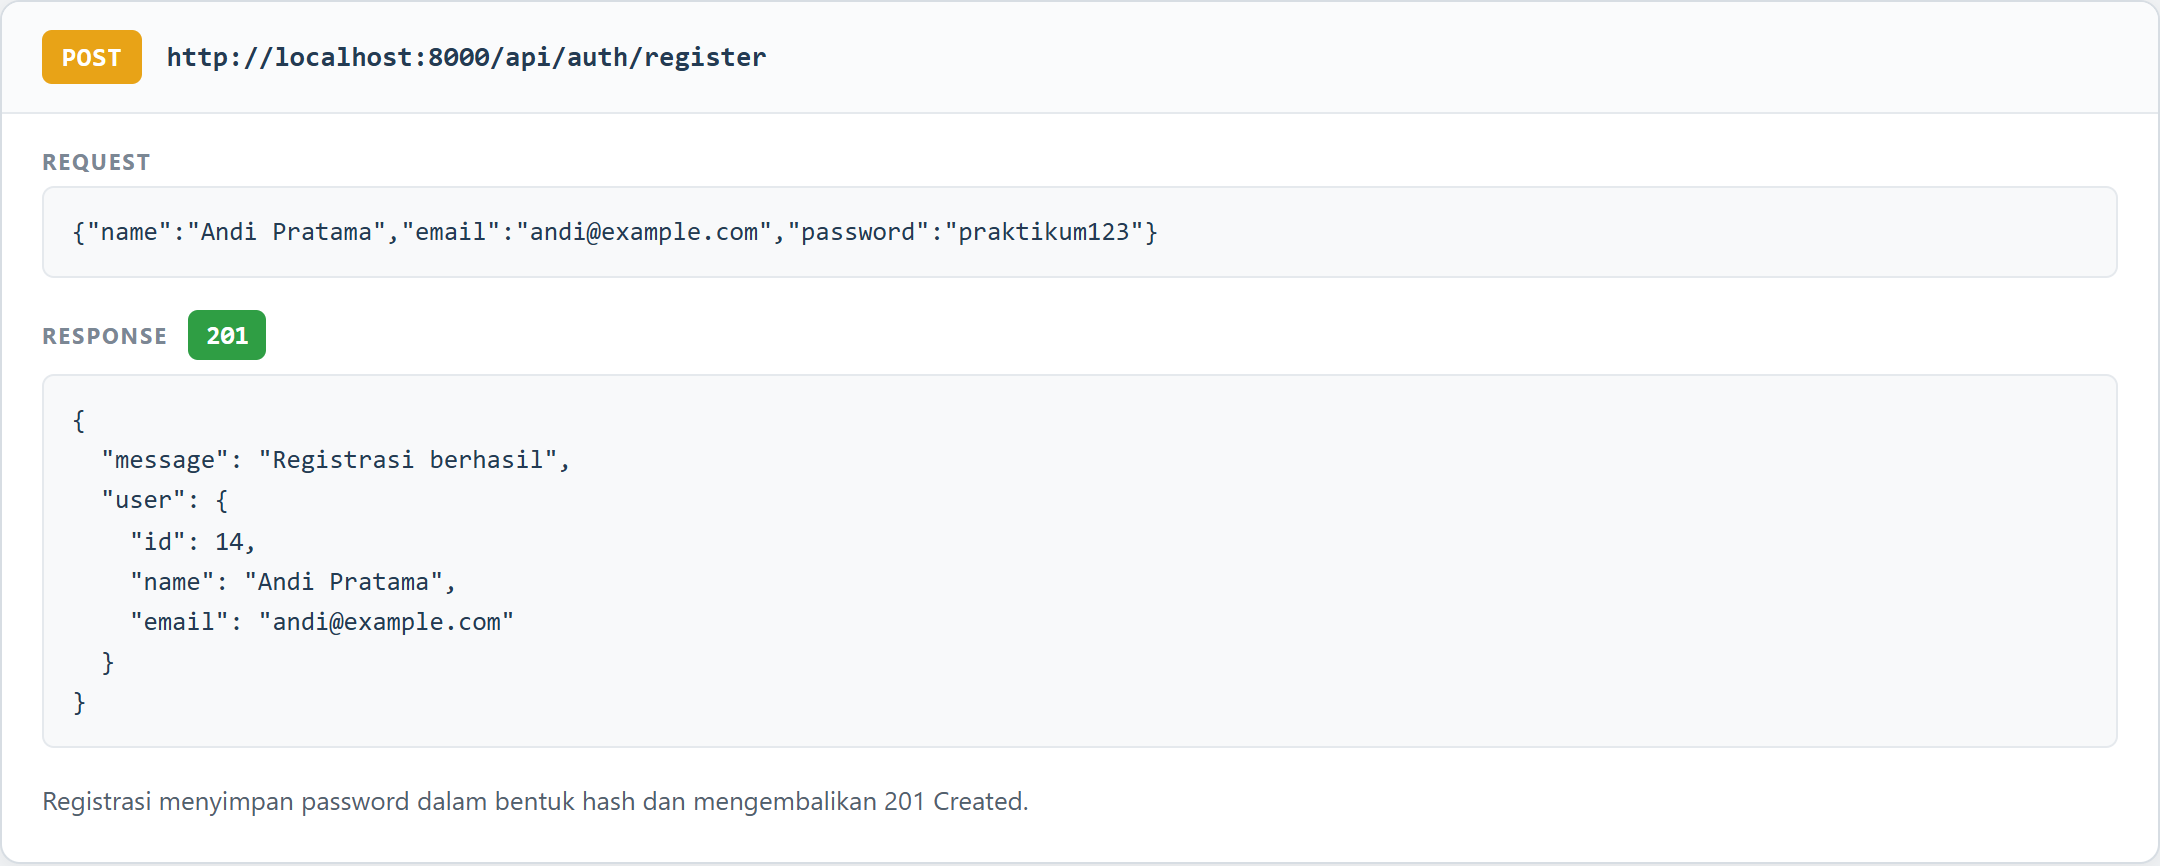 POST http://localhost:8000/api/auth/register
REQUEST
{"name":"Andi Pratama","email":"andi@example.com","password":"praktikum123"}
RESPONSE 201
{
  "message": "Registrasi berhasil",
  "user": {
    "id": 14,
    "name": "Andi Pratama",
    "email": "andi@example.com"
  }
}
Registrasi menyimpan password dalam bentuk hash dan mengembalikan 201 Created.